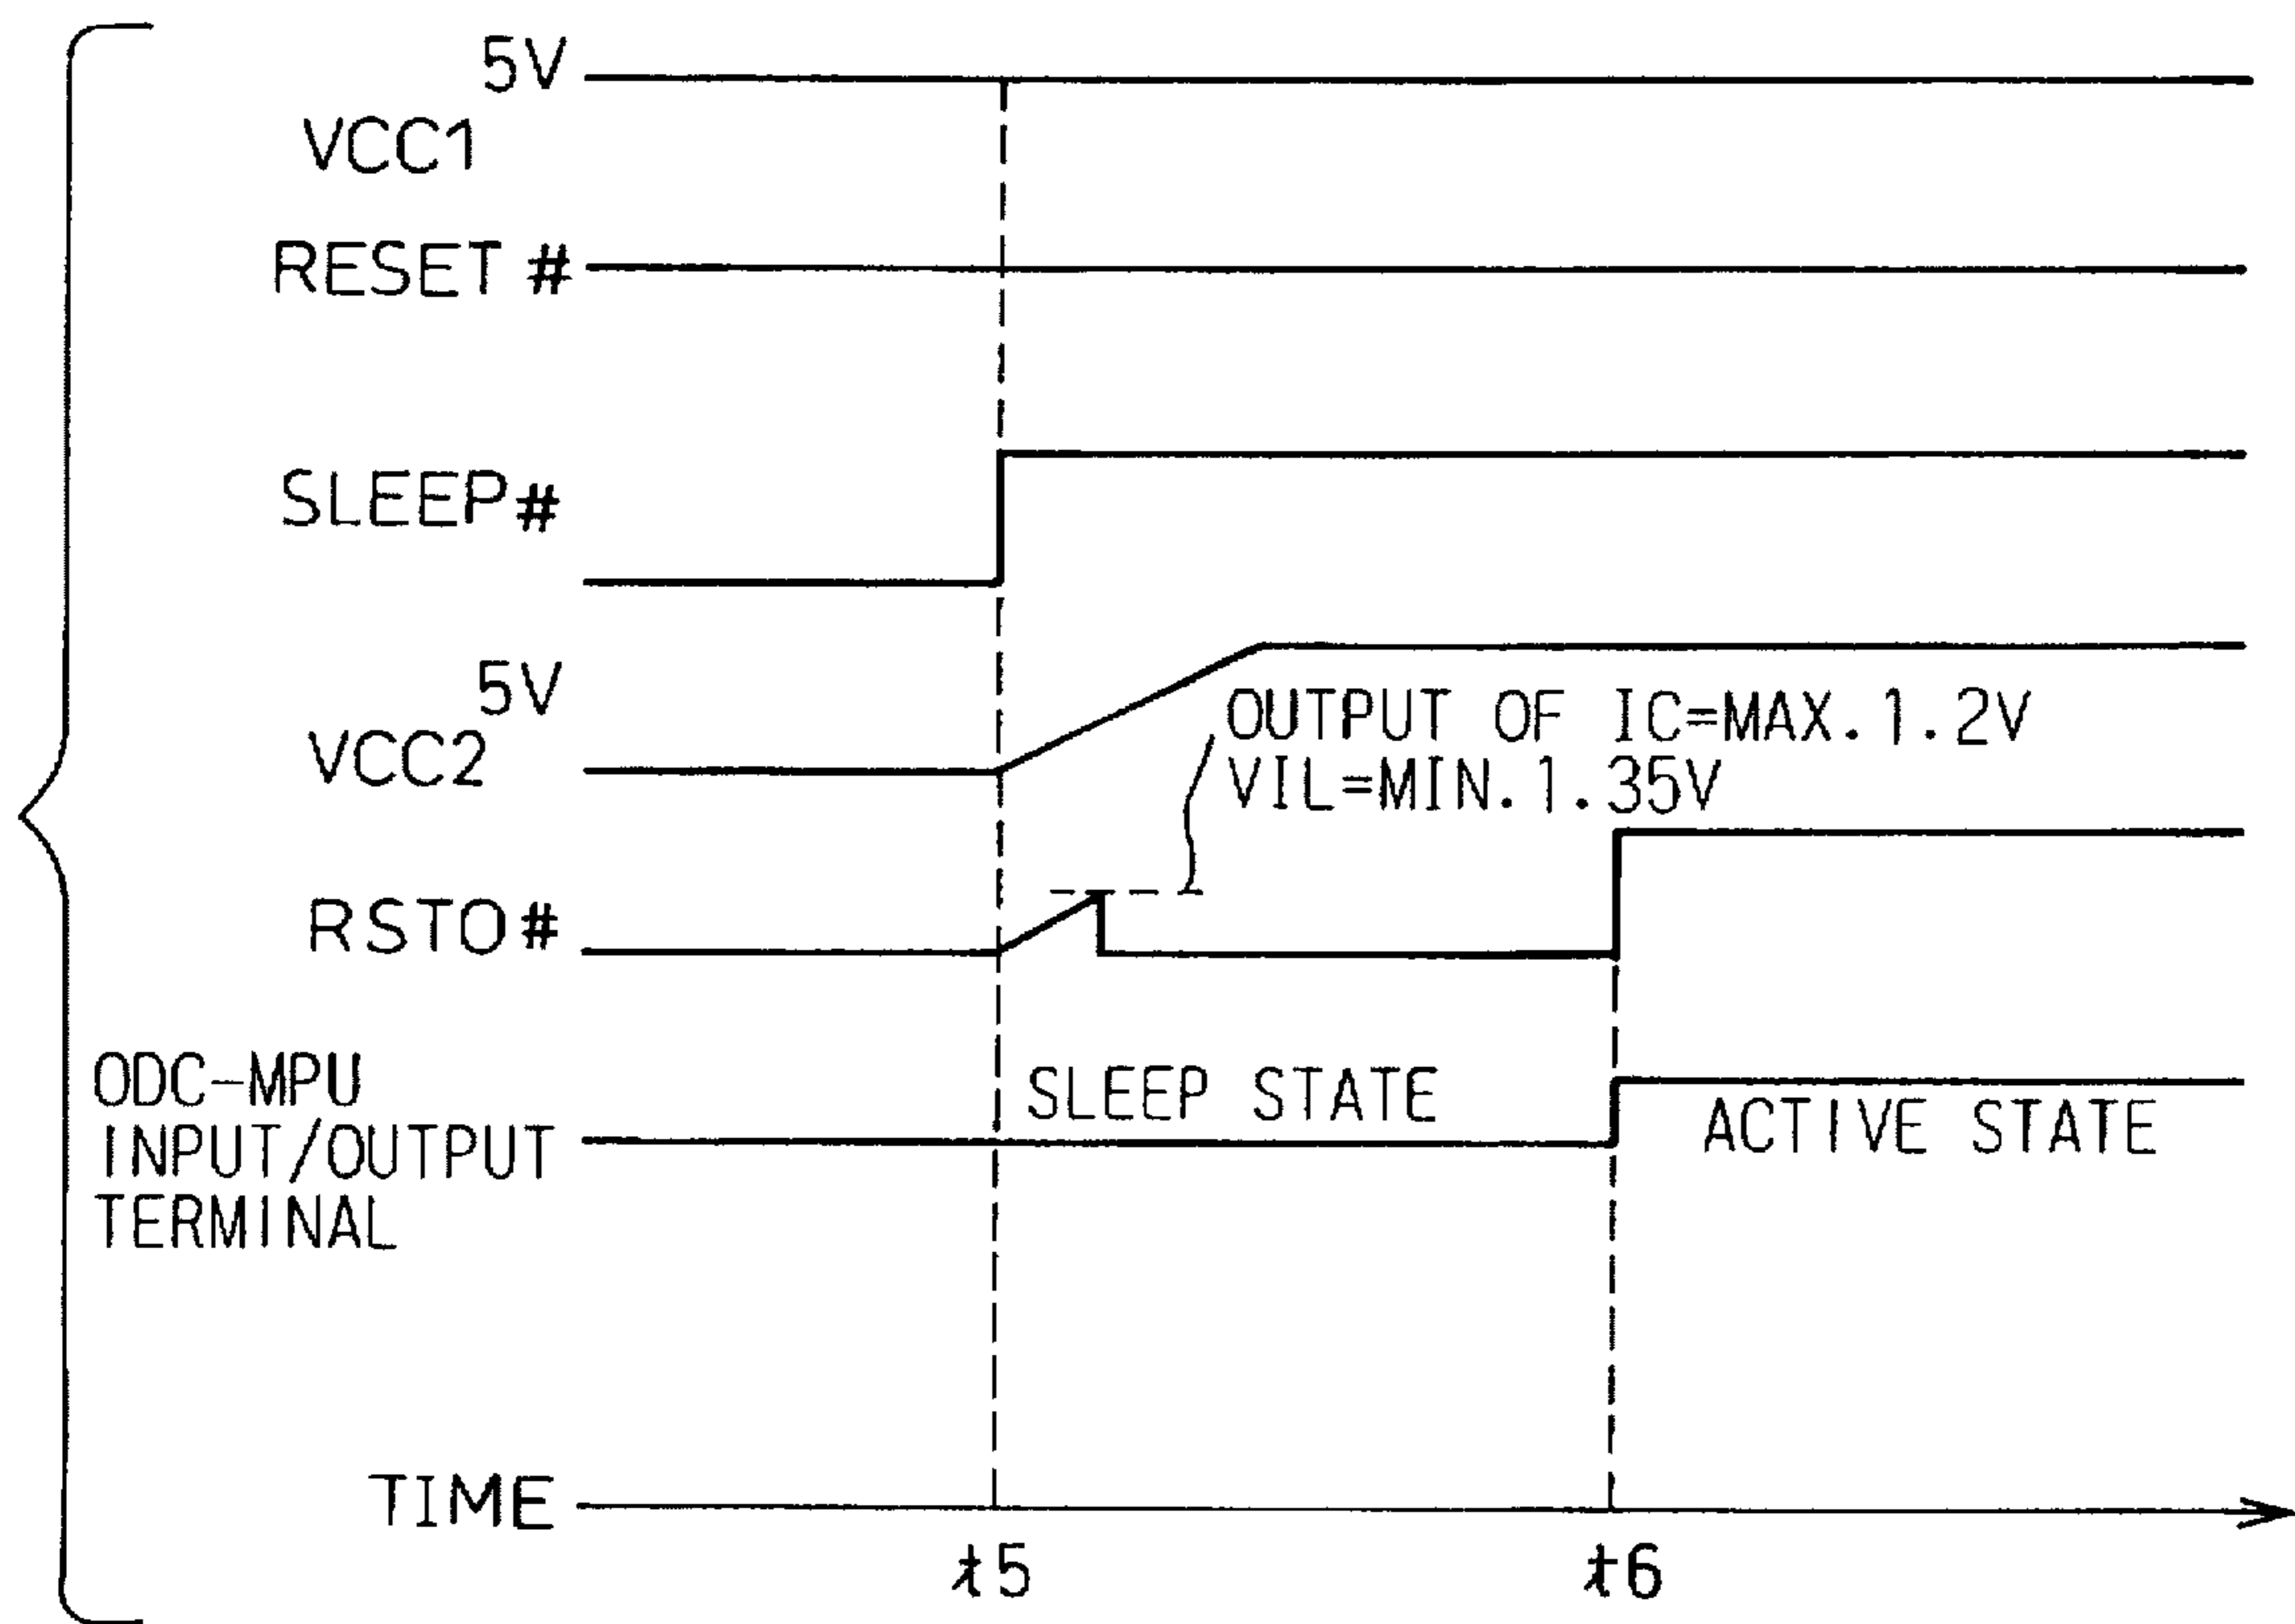 5V
VCC1
RESET #
SLEEP#
5V
VCC2
OUTPUT OF IC=MAX.1.2V
VIL=MIN.1.35V
RSTO #
ODC-MPU
INPUT/OUTPUT
TERMINAL
SLEEP STATE
ACTIVE STATE
TIME
t5
t6